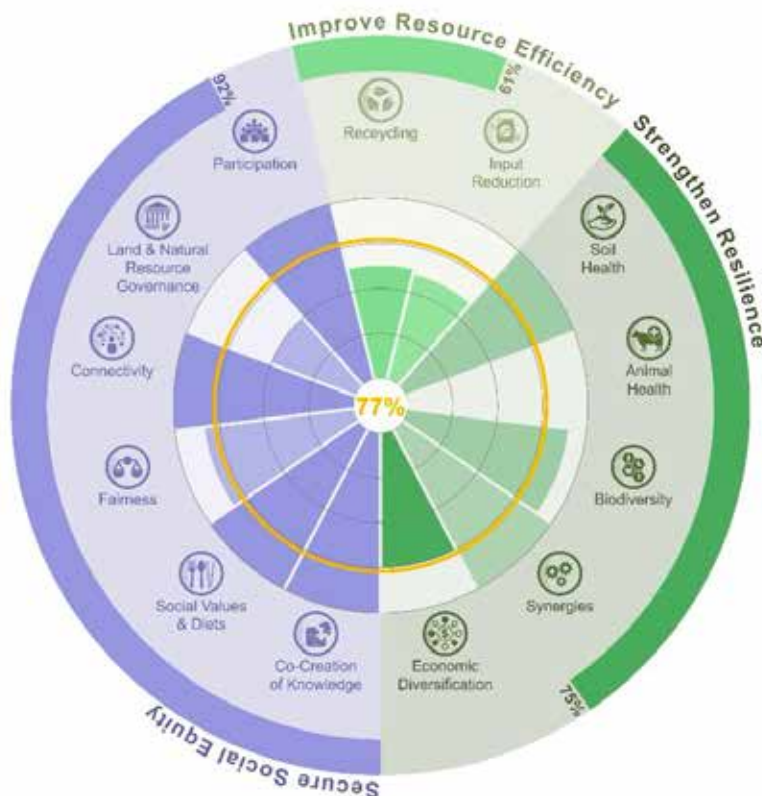 Improve Resource Efficiency
61%
Receycling
Input
Reduction
Strengthen Resilience
75%
Soil
Health
Animal
Health
Biodiversity
Synergies
Economic
Diversification
Secure Social Equity
92%
Participation
Land & Natural
Resource
Governance
Connectivity
Fairness
Social Values
& Diets
Co-Creation
of Knowledge
77%